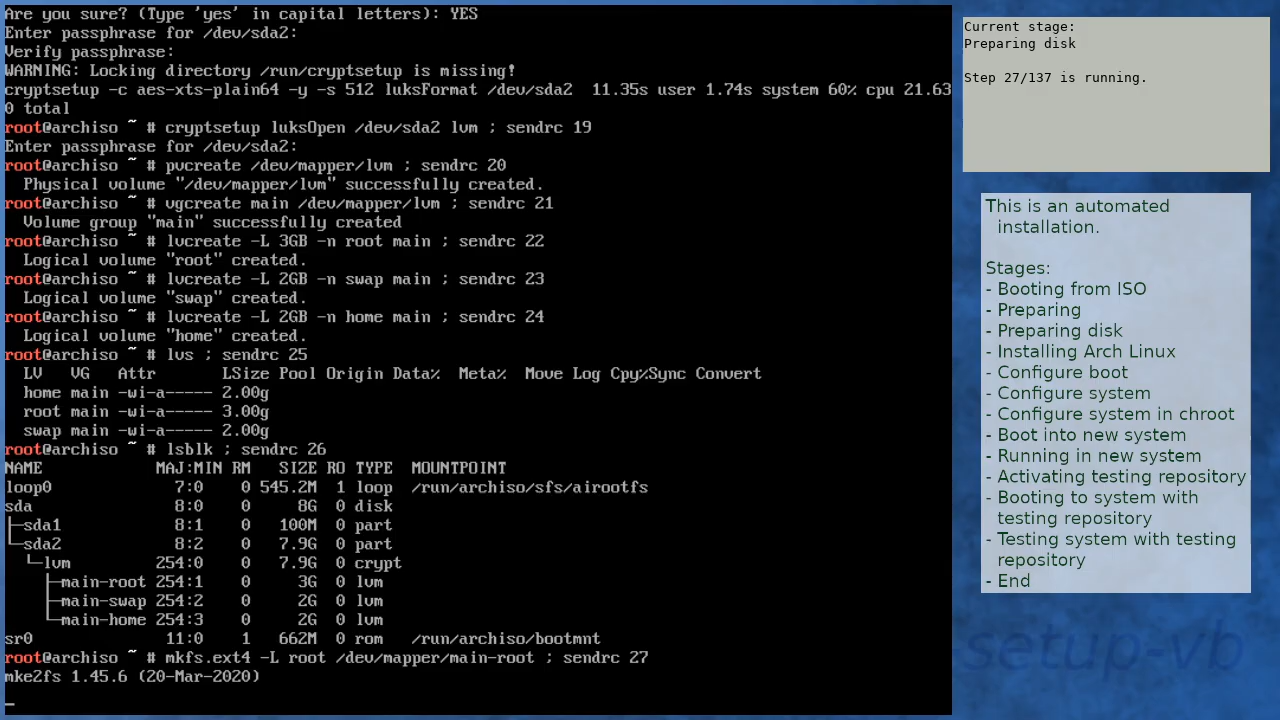 Are you sure? (Type 'yes' in capital letters): YES
Enter passphrase for /dev/sda2:
Verify passphrase:
WARNING: Locking directory /run/cryptsetup is missing!
cryptsetup -c aes-xts-plain64 -y -s 512 luksFormat /dev/sda2  11.35s user 1.74s system 60% cpu 21.63
0 total
root@archiso ~ # cryptsetup luksOpen /dev/sda2 lvm ; sendrc 19
Enter passphrase for /dev/sda2:
root@archiso ~ # pvcreate /dev/mapper/lvm ; sendrc 20
  Physical volume "/dev/mapper/lvm" successfully created.
root@archiso ~ # vgcreate main /dev/mapper/lvm ; sendrc 21
  Volume group "main" successfully created
root@archiso ~ # lvcreate -L 3GB -n root main ; sendrc 22
  Logical volume "root" created.
root@archiso ~ # lvcreate -L 2GB -n swap main ; sendrc 23
  Logical volume "swap" created.
root@archiso ~ # lvcreate -L 2GB -n home main ; sendrc 24
  Logical volume "home" created.
root@archiso ~ # lvs ; sendrc 25
  LV   VG   Attr       LSize Pool Origin Data%  Meta%  Move Log Cpy%Sync Convert
  home main -wi-a----- 2.00g
  root main -wi-a----- 3.00g
  swap main -wi-a----- 2.00g
root@archiso ~ # lsblk ; sendrc 26
NAME            MAJ:MIN RM   SIZE RO TYPE  MOUNTPOINT
loop0             7:0    0 545.2M  1 loop  /run/archiso/sfs/airootfs
sda               8:0    0     8G  0 disk
├─sda1            8:1    0   100M  0 part
└─sda2            8:2    0   7.9G  0 part
  └─lvm         254:0    0   7.9G  0 crypt
    ├─main-root 254:1    0     3G  0 lvm
    ├─main-swap 254:2    0     2G  0 lvm
    └─main-home 254:3    0     2G  0 lvm
sr0              11:0    1   662M  0 rom   /run/archiso/bootmnt
root@archiso ~ # mkfs.ext4 -L root /dev/mapper/main-root ; sendrc 27
mke2fs 1.45.6 (20-Mar-2020)
Current stage:
Preparing disk
Step 27/137 is running.
This is an automated
installation.
Stages:
- Booting from ISO
- Preparing
- Preparing disk
- Installing Arch Linux
- Configure boot
- Configure system
- Configure system in chroot
- Boot into new system
- Running in new system
- Activating testing repository
- Booting to system with
testing repository
- Testing system with testing
repository
- End
setup-vb